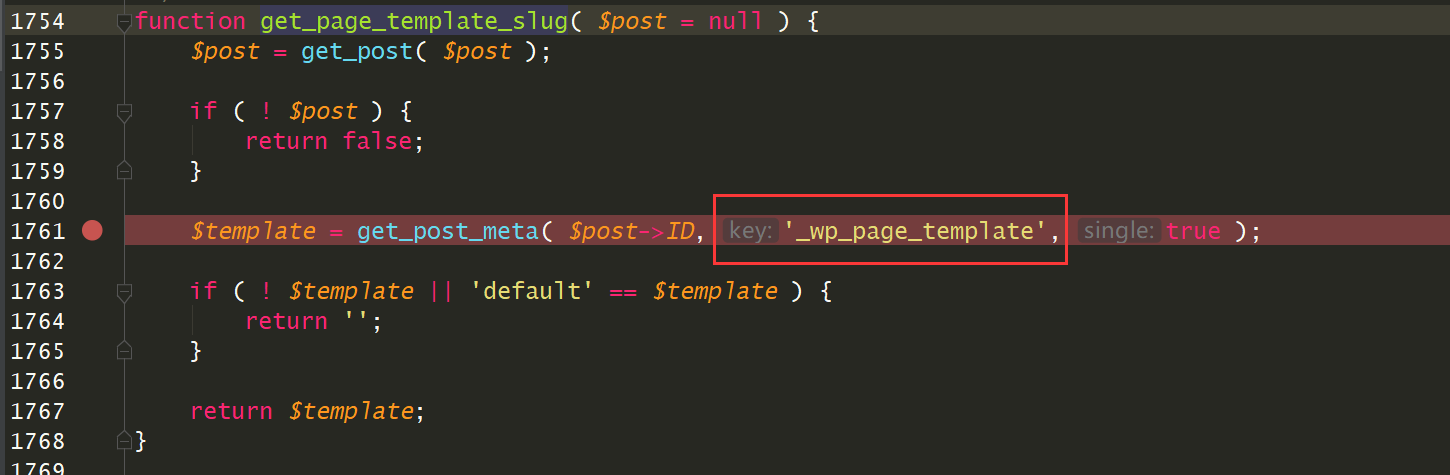 1754 function get_page_template_slug( $post = null ) {
1755 $post = get_post( $post );
1756
1757 if ( ! $post ) {
1758 return false;
1759 }
1760
1761 $template = get_post_meta( $post->ID, key: '_wp_page_template', single: true );
1762
1763 if ( ! $template || 'default' == $template ) {
1764 return '';
1765 }
1766
1767 return $template;
1768 }
1769